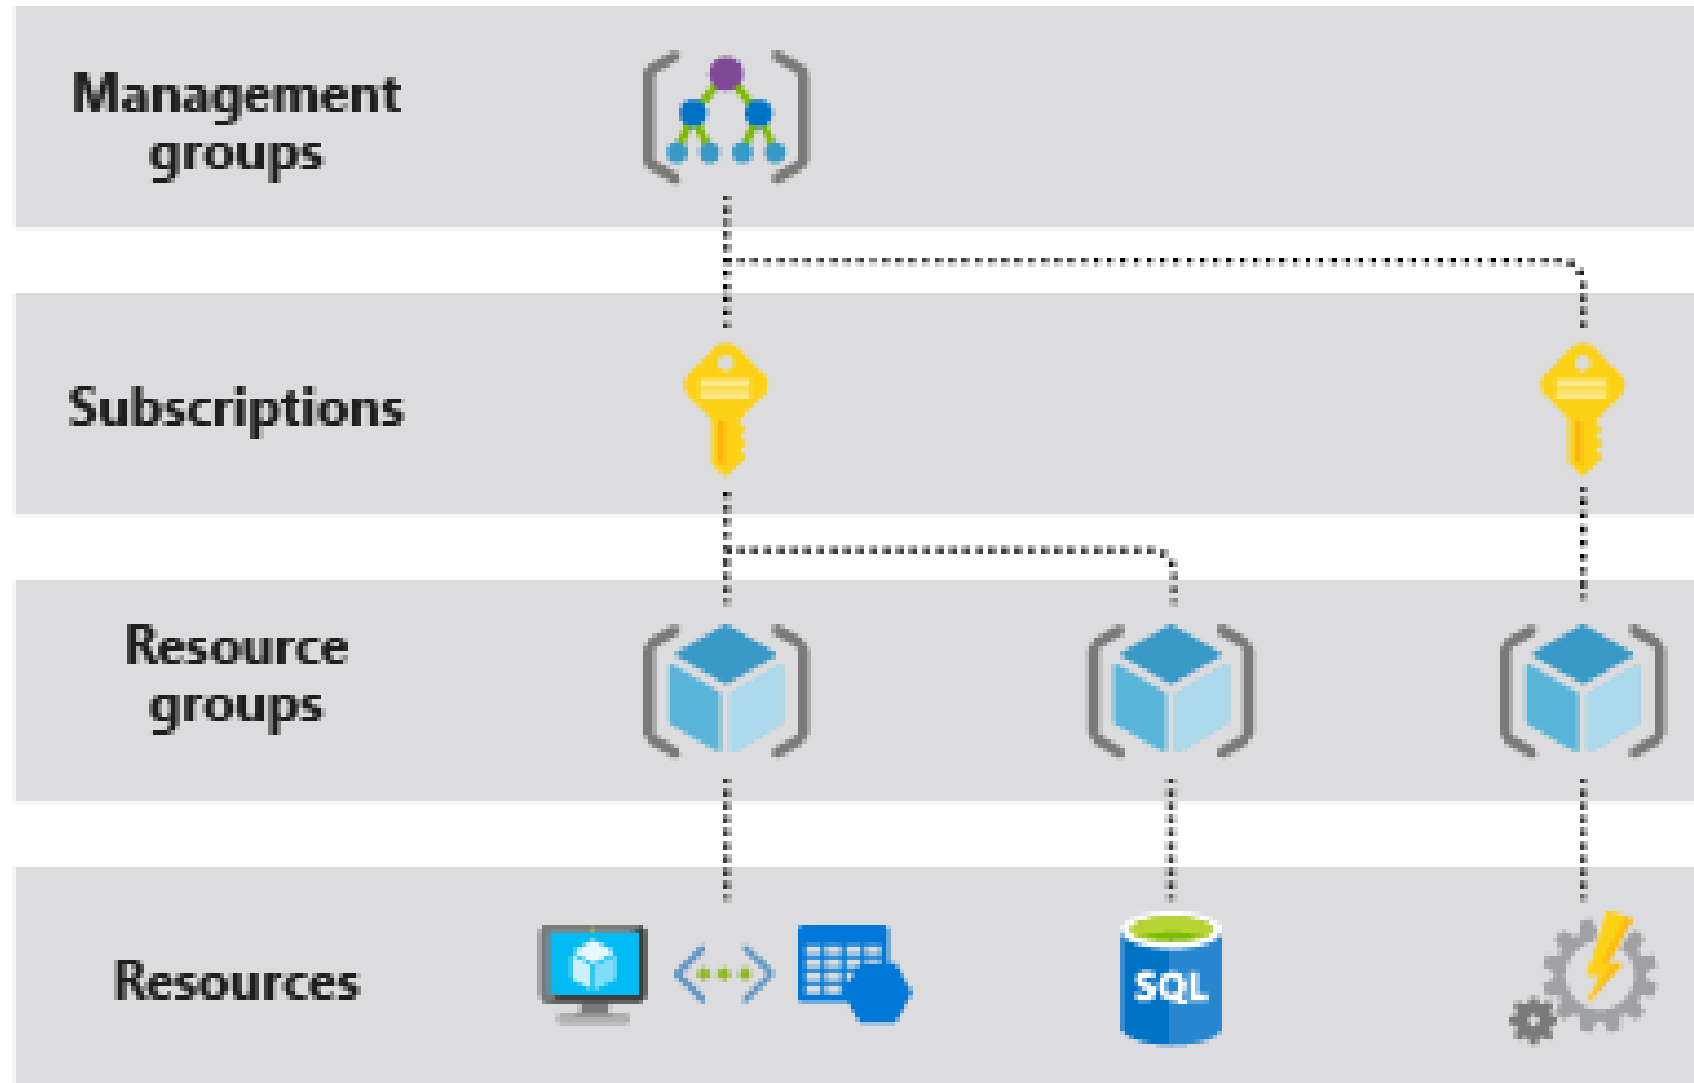 Management
groups
Subscriptions
Resource
groups
Resources
SQL